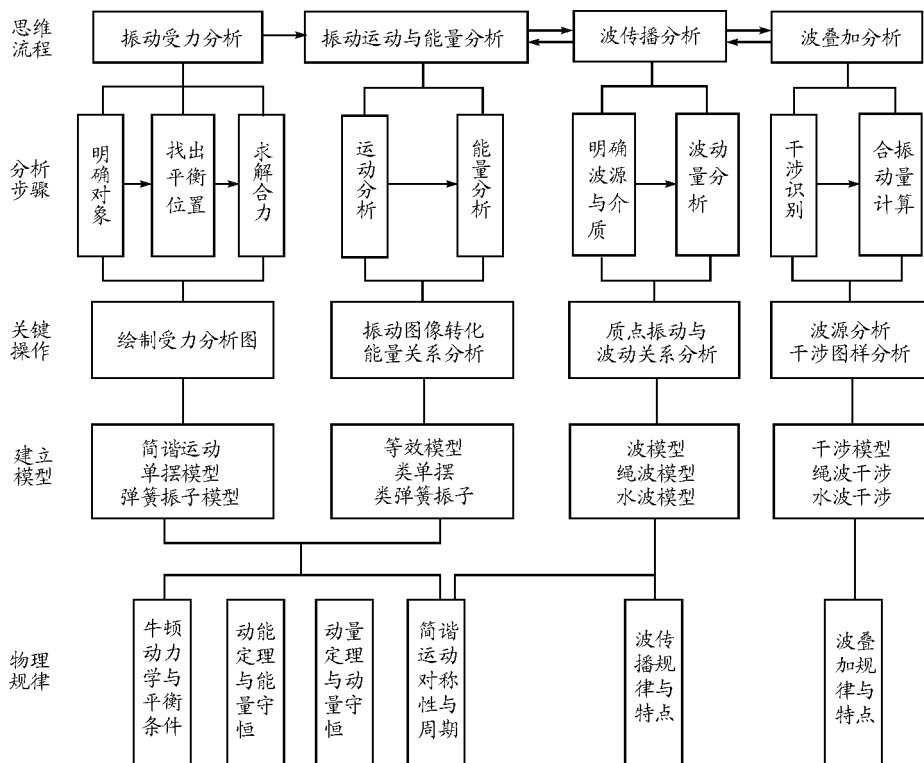 思维
流程
振动受力分析
振动运动与能量分析
波传播分析
波叠加分析
分析
步骤
明确对象
找出
平衡
位置
求解合力
运动分析
能量分析
明确
波源
与介
质
波动
量分
析
干涉识别
合振
动量
计算
关键
操作
绘制受力分析图
振动图像转化
能量关系分析
质点振动与
波动关系分析
波源分析
干涉图样分析
建立
模型
简谐运动
单摆模型
弹簧振子模型
等效模型
类单摆
类弹簧振子
波模型
绳波模型
水波模型
干涉模型
绳波干涉
水波干涉
物理
规律
牛顿
动力
学与
平衡
条件
动能
定理
与能
量守
恒
动量
定理
与动
量守
恒
简谐
运动
对称
性与
周期
波传
播规
律与
特点
波叠
加规
律与
特点